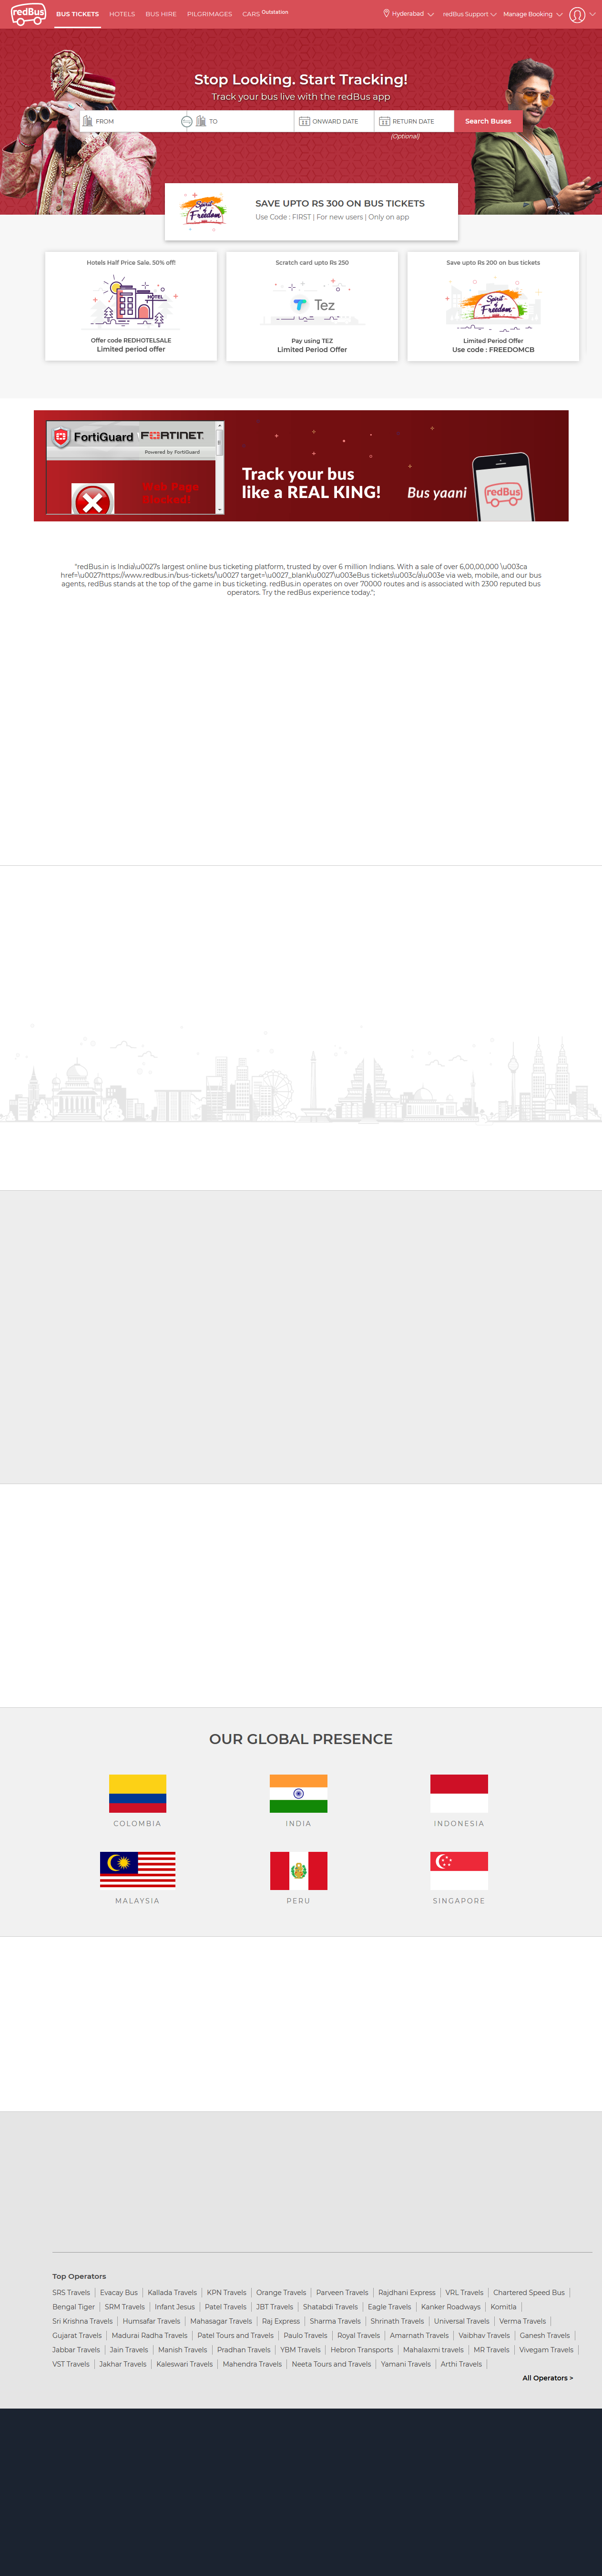 redBus
BUS TICKETS
HOTELS
BUS HIRE
PILGRIMAGES
CARS Outstation
Hyderabad
redBus Support
Manage Booking
Stop Looking. Start Tracking!
Track your bus live with the redBus app
FROM
TO
ONWARD DATE
RETURN DATE
Search Buses
(Optional)
Spirit of Freedom
SAVE UPTO RS 300 ON BUS TICKETS
Use Code : FIRST | For new users | Only on app
Hotels Half Price Sale. 50% off!
HOTEL
Offer code REDHOTELSALE
Limited period offer
Scratch card upto Rs 250
Tez
Pay using TEZ
Limited Period Offer
Save upto Rs 200 on bus tickets
Spirit of Freedom
Limited Period Offer
Use code : FREEDOMCB
FortiGuard
FORTINET.
Powered by FortiGuard
Web Page
Blocked!
Track your bus
like a REAL KING!
Bus yaani
redBus
"redBus.in is India\u0027s largest online bus ticketing platform, trusted by over 6 million Indians. With a sale of over 6,00,00,000 \u003ca
href=\u0027https://www.redbus.in/bus-tickets/\u0027 target=\u0027_blank\u0027\u003eBus tickets\u003c/a\u003e via web, mobile, and our bus
agents, redBus stands at the top of the game in bus ticketing. redBus.in operates on over 70000 routes and is associated with 2300 reputed bus
operators. Try the redBus experience today.";
OUR GLOBAL PRESENCE
COLOMBIA
INDIA
INDONESIA
MALAYSIA
PERU
SINGAPORE
Top Operators
SRS Travels
Evacay Bus
Kallada Travels
KPN Travels
Orange Travels
Parveen Travels
Rajdhani Express
VRL Travels
Chartered Speed Bus
Bengal Tiger
SRM Travels
Infant Jesus
Patel Travels
JBT Travels
Shatabdi Travels
Eagle Travels
Kanker Roadways
Komitla
Sri Krishna Travels
Humsafar Travels
Mahasagar Travels
Raj Express
Sharma Travels
Shrinath Travels
Universal Travels
Verma Travels
Gujarat Travels
Madurai Radha Travels
Patel Tours and Travels
Paulo Travels
Royal Travels
Amarnath Travels
Vaibhav Travels
Ganesh Travels
Jabbar Travels
Jain Travels
Manish Travels
Pradhan Travels
YBM Travels
Hebron Transports
Mahalaxmi travels
MR Travels
Vivegam Travels
VST Travels
Jakhar Travels
Kaleswari Travels
Mahendra Travels
Neeta Tours and Travels
Yamani Travels
Arthi Travels
All Operators >